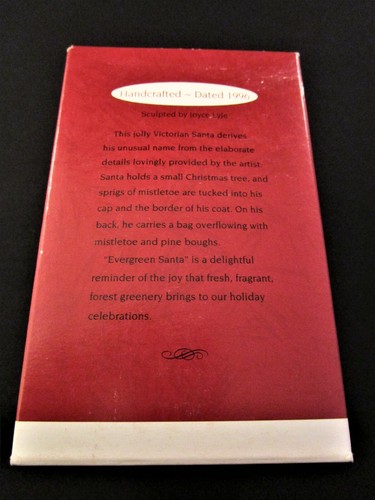 Handcrafted – Dated 1996
Sculpted by Joyce Lyle
This jolly Victorian Santa derives
his unusual name from the elaborate
details lovingly provided by the artist.
Santa holds a small Christmas tree, and
sprigs of mistletoe are tucked into his
cap and the border of his coat. On his
back, he carries a bag overflowing with
mistletoe and pine boughs.
"Evergreen Santa" is a delightful
reminder of the joy that fresh, fragrant,
forest greenery brings to our holiday
celebrations.